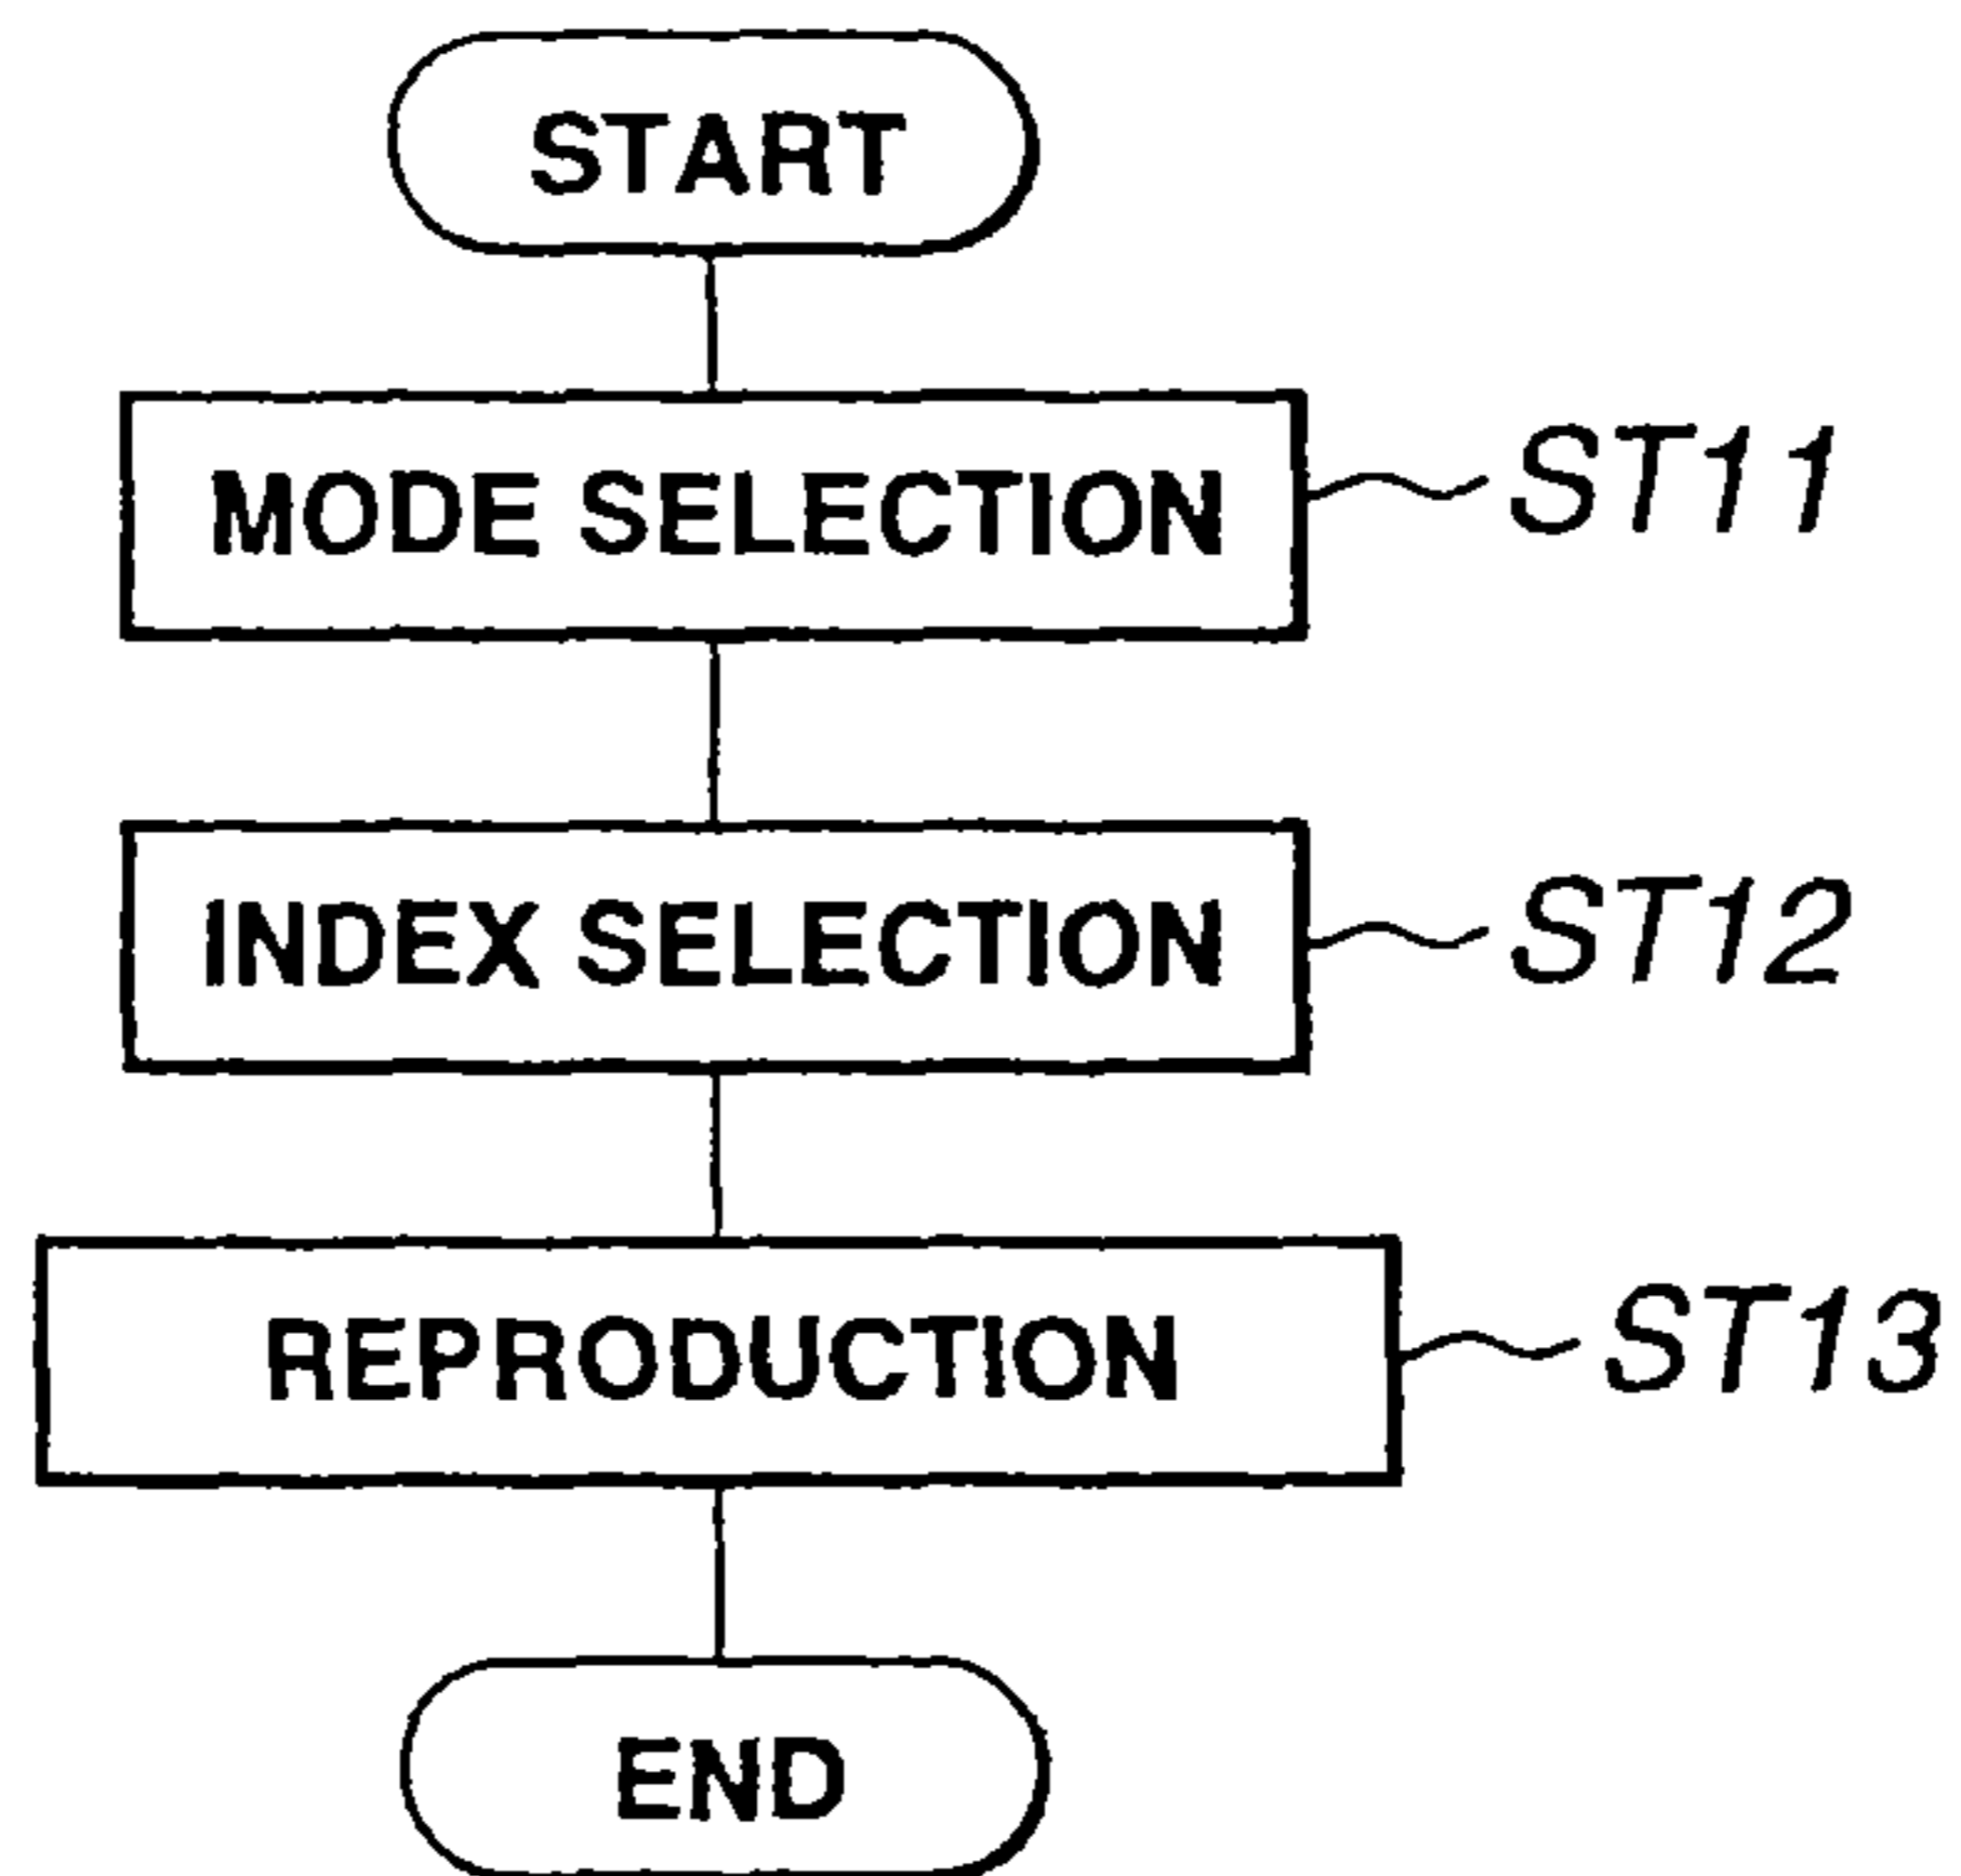 START
MODE SELECTION
ST11
INDEX SELECTION
ST12
REPRODUCTION
ST13
END